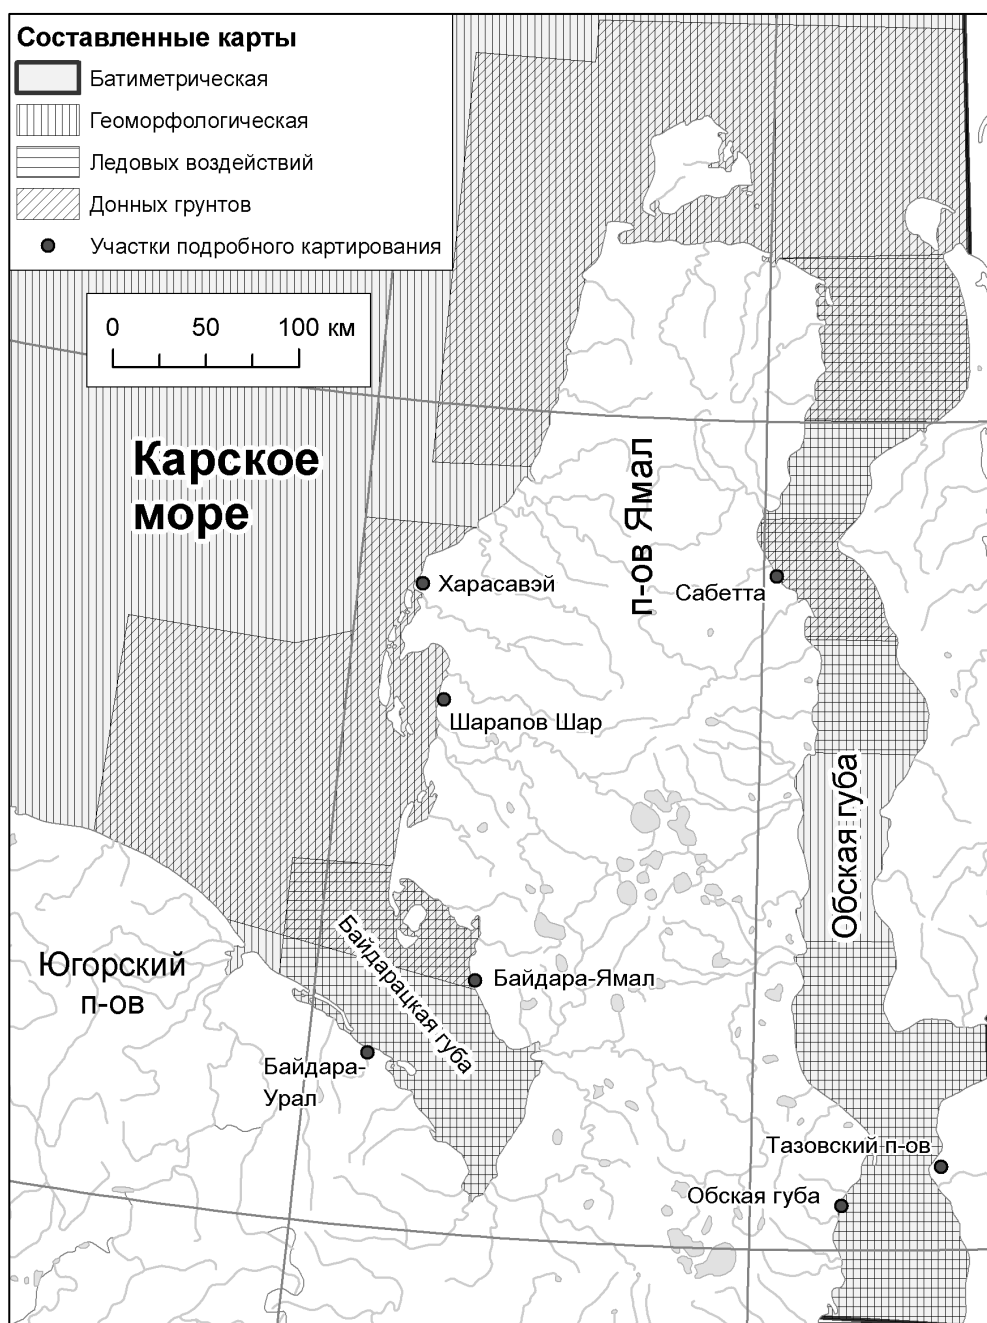 Составленные карты
Батиметрическая
Геоморфологическая
Ледовых воздействий
Донных грунтов
Участки подробного картирования
0 50 100 км
Карское
море
п-ов Ямал
Харасавэй
Сабетта
Шарапов Шар
Обская губа
Байдарацкая губа
Югорский
п-ов
Байдара-Ямал
Байдара-
Урал
Тазовский п-ов
Обская губа